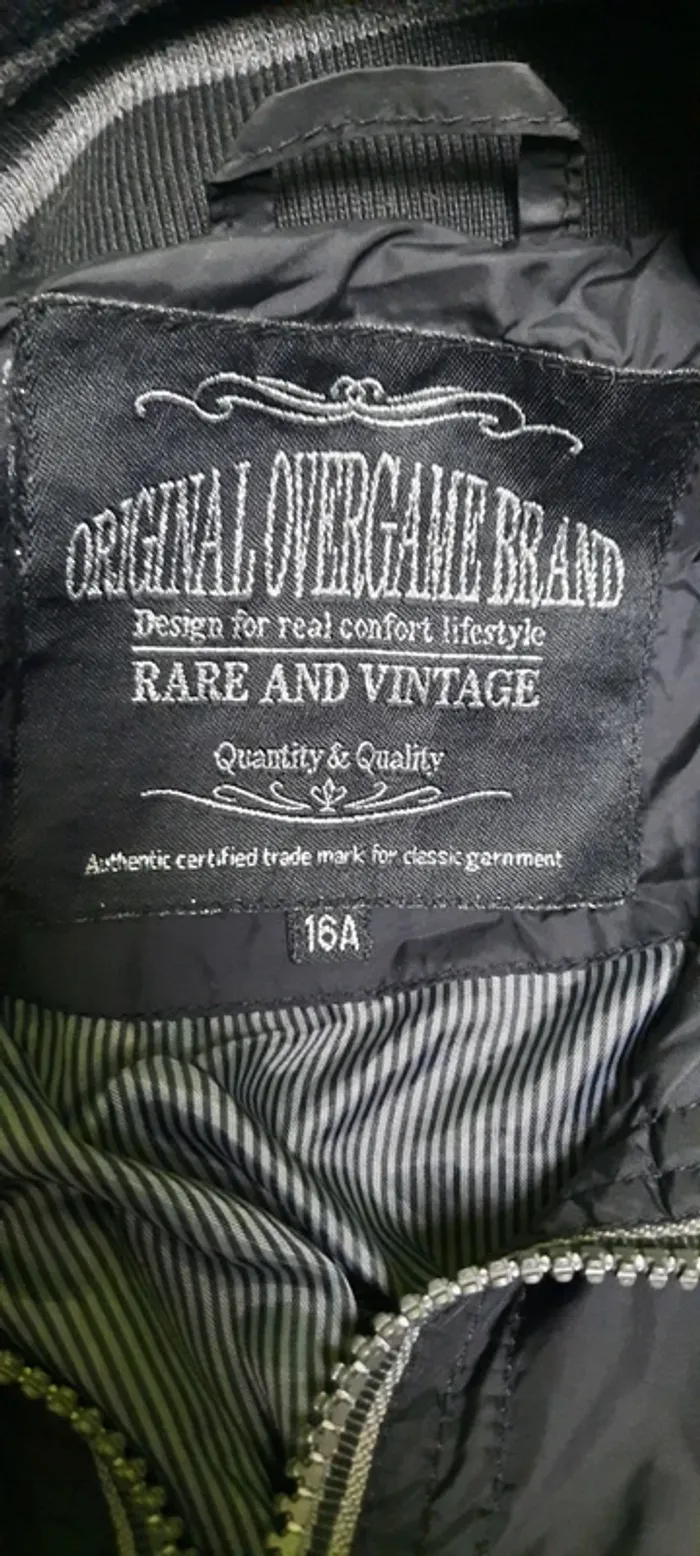 ORIGINAL OVERGAME BRAND
Design for real confort lifestyle
RARE AND VINTAGE
Quantity & Quality
Authentic certified trade mark for classic garnment
16A